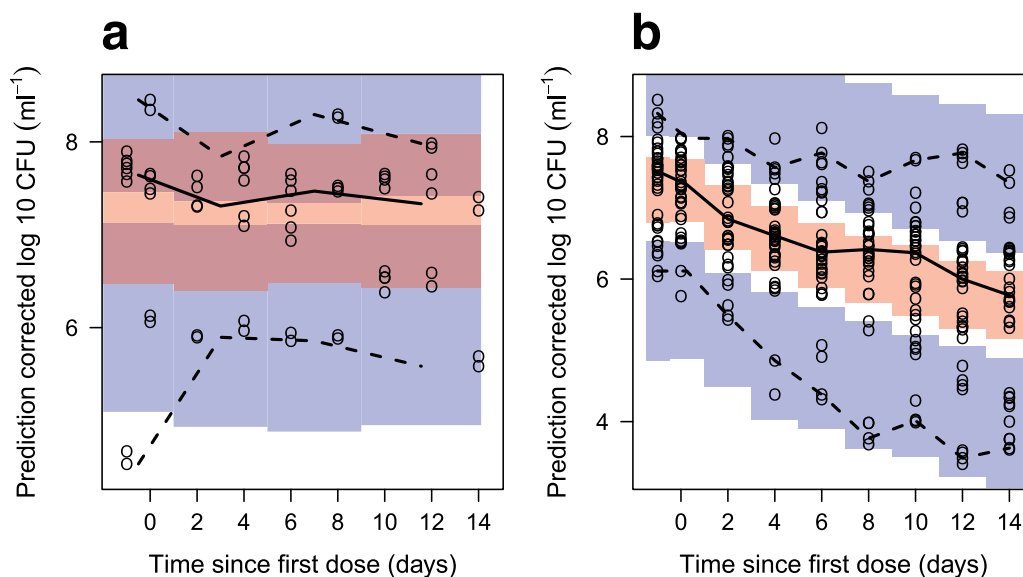 a
Prediction corrected log 10 CFU (ml⁻¹)
8
6
0 2 4 6 8 10 12 14
Time since first dose (days)
b
Prediction corrected log 10 CFU (ml⁻¹)
8
6
4
0 2 4 6 8 10 12 14
Time since first dose (days)